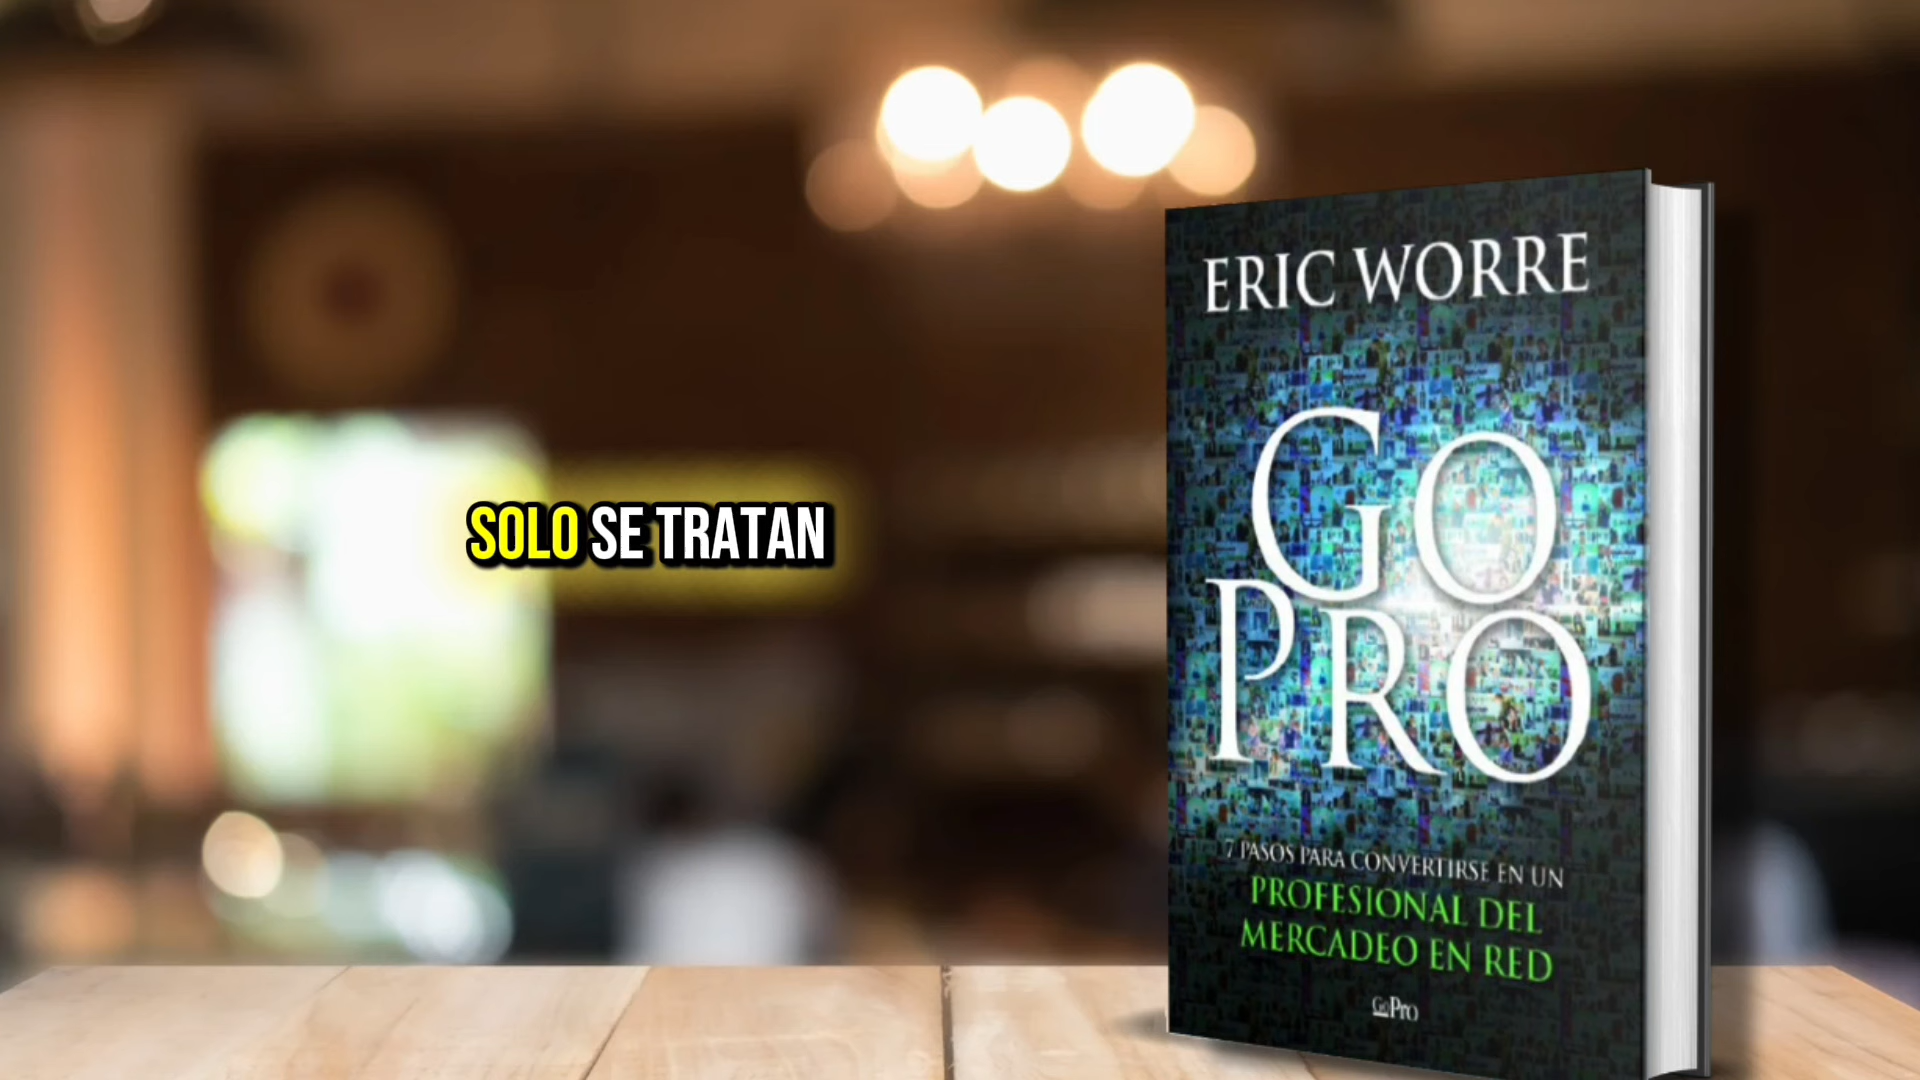 SOLO SE TRATAN
ERIC WORRE
GO
PRO
7 PASOS PARA CONVERTIRSE EN UN
PROFESIONAL DEL
MERCADEO EN RED
GoPro